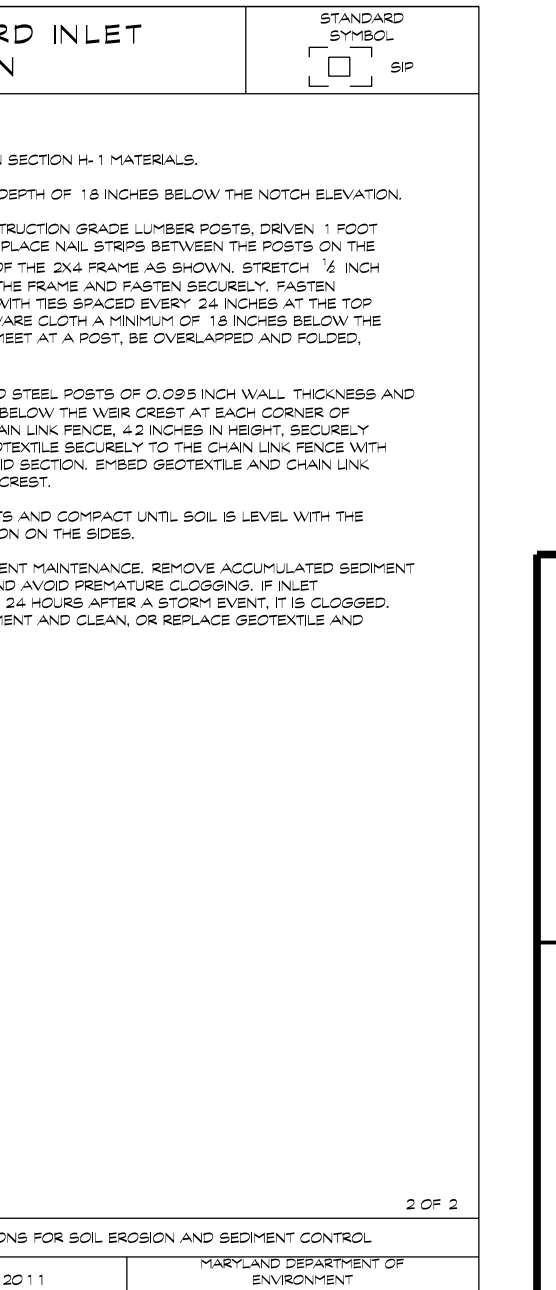 RD INLET
N
STANDARD
SYMBOL
SIP
N SECTION H-1 MATERIALS.
DEPTH OF 18 INCHES BELOW THE NOTCH ELEVATION.
TRUCTION GRADE LUMBER POSTS, DRIVEN 1 FOOT
PLACE NAIL STRIPS BETWEEN THE POSTS ON THE
OF THE 2X4 FRAME AS SHOWN. STRETCH ½ INCH
THE FRAME AND FASTEN SECURELY. FASTEN
WITH TIES SPACED EVERY 24 INCHES AT THE TOP
WARE CLOTH A MINIMUM OF 18 INCHES BELOW THE
MEET AT A POST, BE OVERLAPPED AND FOLDED,
D STEEL POSTS OF 0.095 INCH WALL THICKNESS AND
BELOW THE WEIR CREST AT EACH CORNER OF
AIN LINK FENCE, 42 INCHES IN HEIGHT, SECURELY
OTEXTILE SECURELY TO THE CHAIN LINK FENCE WITH
ID SECTION. EMBED GEOTEXTILE AND CHAIN LINK
CREST.
TS AND COMPACT UNTIL SOIL IS LEVEL WITH THE
ON ON THE SIDES.
ENT MAINTENANCE. REMOVE ACCUMULATED SEDIMENT
ND AVOID PREMATURE CLOGGING. IF INLET
24 HOURS AFTER A STORM EVENT, IT IS CLOGGED.
MENT AND CLEAN, OR REPLACE GEOTEXTILE AND
2 OF 2
ONS FOR SOIL EROSION AND SEDIMENT CONTROL
2011
MARYLAND DEPARTMENT OF
ENVIRONMENT